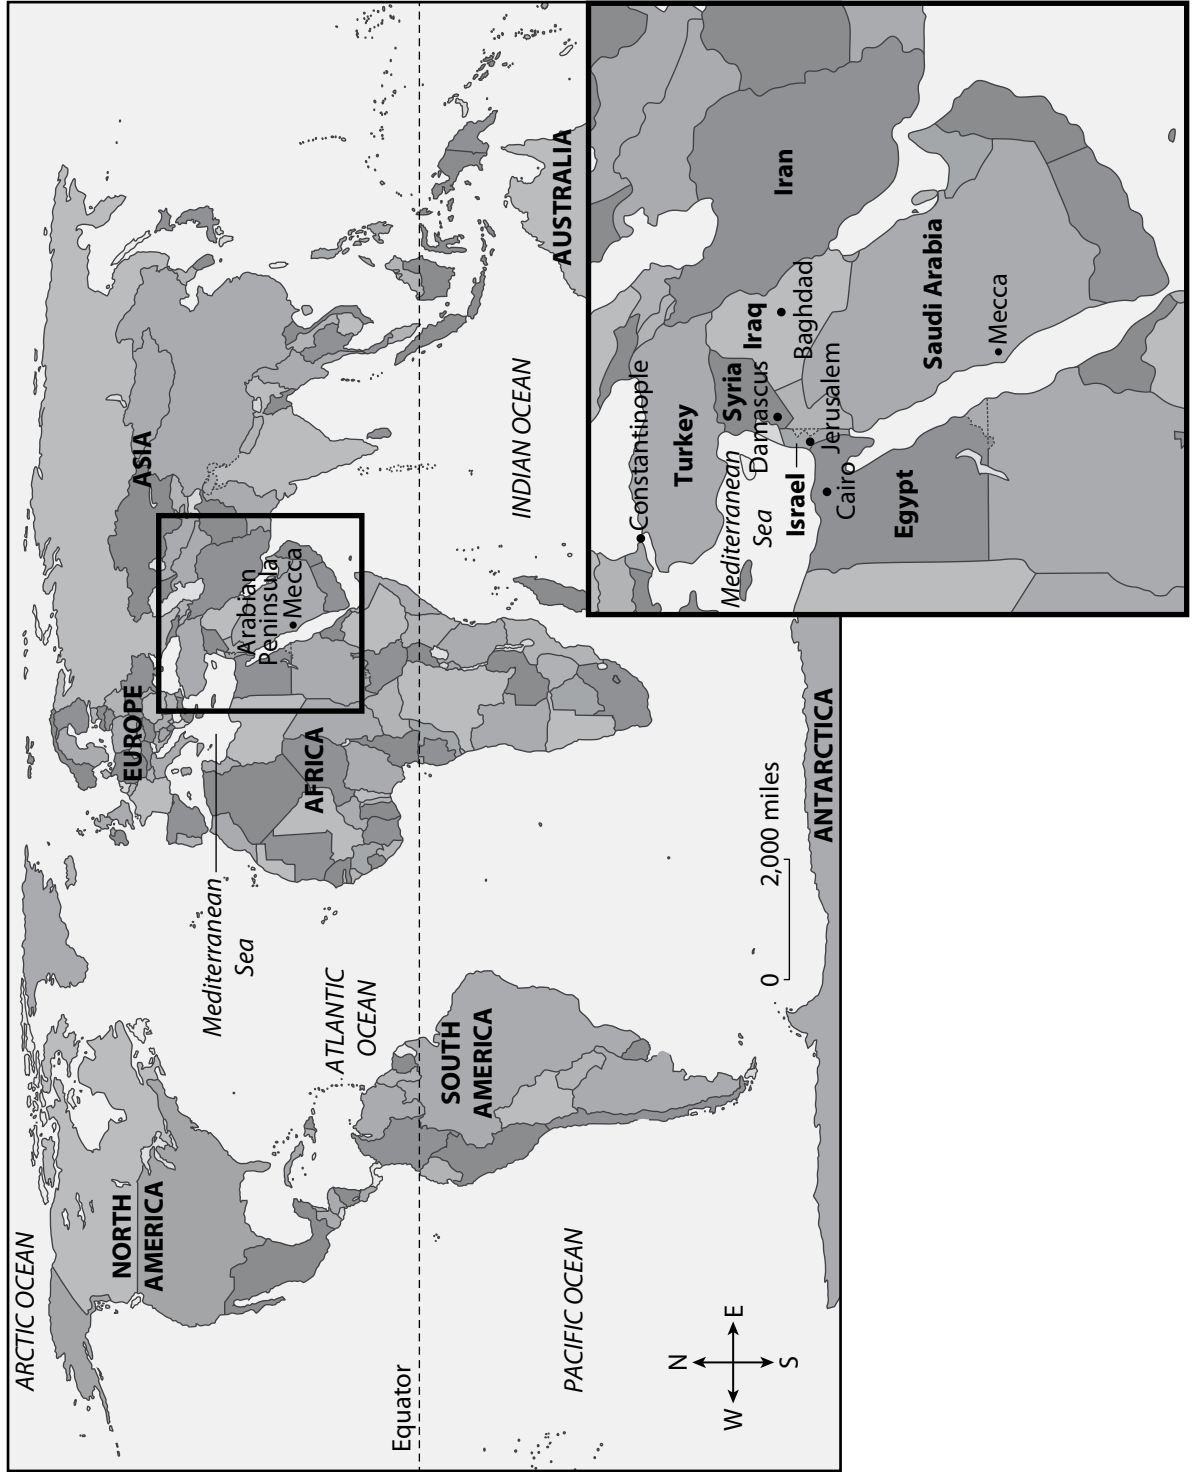 ARCTIC OCEAN
NORTH
AMERICA
EUROPE
ASIA
Mediterranean
Sea
Arabian
Peninsula
Mecca
ATLANTIC
OCEAN
AFRICA
Equator
SOUTH
AMERICA
INDIAN OCEAN
PACIFIC OCEAN
AUSTRALIA
N
W
E
S
0
2,000 miles
ANTARCTICA
Constantinople
Turkey
Mediterranean
Sea
Syria
Damascus
Iraq
Baghdad
Iran
Israel
Jerusalem
Cairo
Egypt
Saudi Arabia
Mecca